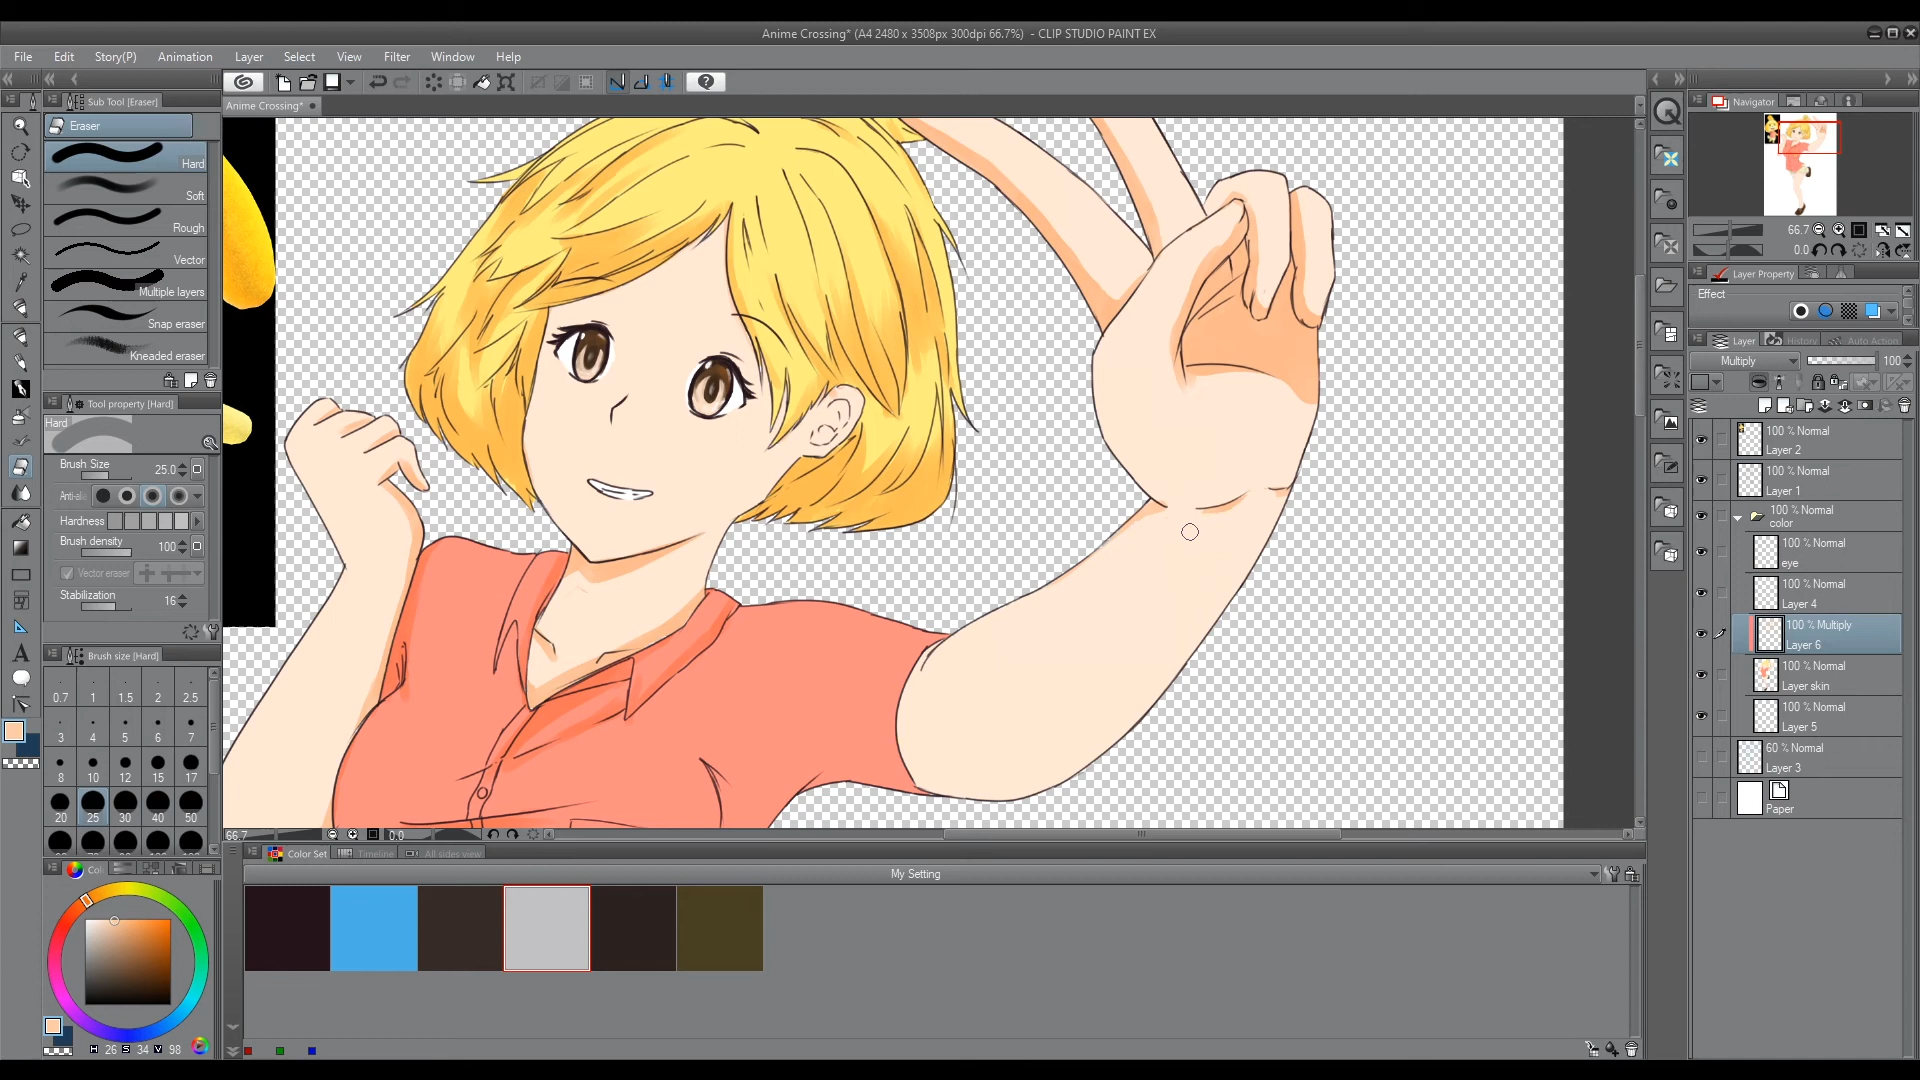 Anime Crossing* (A4 2480 x 3508px 300dpi 66.7%) - CLIP STUDIO PAINT EX
File Edit Story(P) Animation Layer Select View Filter Window Help
Sub Tool [Eraser]
Eraser
Hard
Soft
Rough
Vector
Multiple layers
Snap eraser
Kneaded eraser
Tool property [Hard]
Hard
Brush Size 25.0
Anti-ali
Hardness
Brush density 100
Vector eraser
Stabilization 16
Brush size [Hard]
0.7 1 1.5 2 2.5
3 4 5 6 7
8 10 12 15 17
20 25 30 40 50
Col
H 26 S 34 V 98
Anime Crossing*
66.7 0.0
Color Set Timeline All sides view
My Setting
Navigator
66.7
0.0
Layer Property
Effect
Layer History Auto Action
Multiply 100
100 % Normal
Layer 2
100 % Normal
Layer 1
100 % Normal
color
100 % Normal
eye
100 % Normal
Layer 4
100 % Multiply
Layer 6
100 % Normal
Layer skin
100 % Normal
Layer 5
60 % Normal
Layer 3
Paper